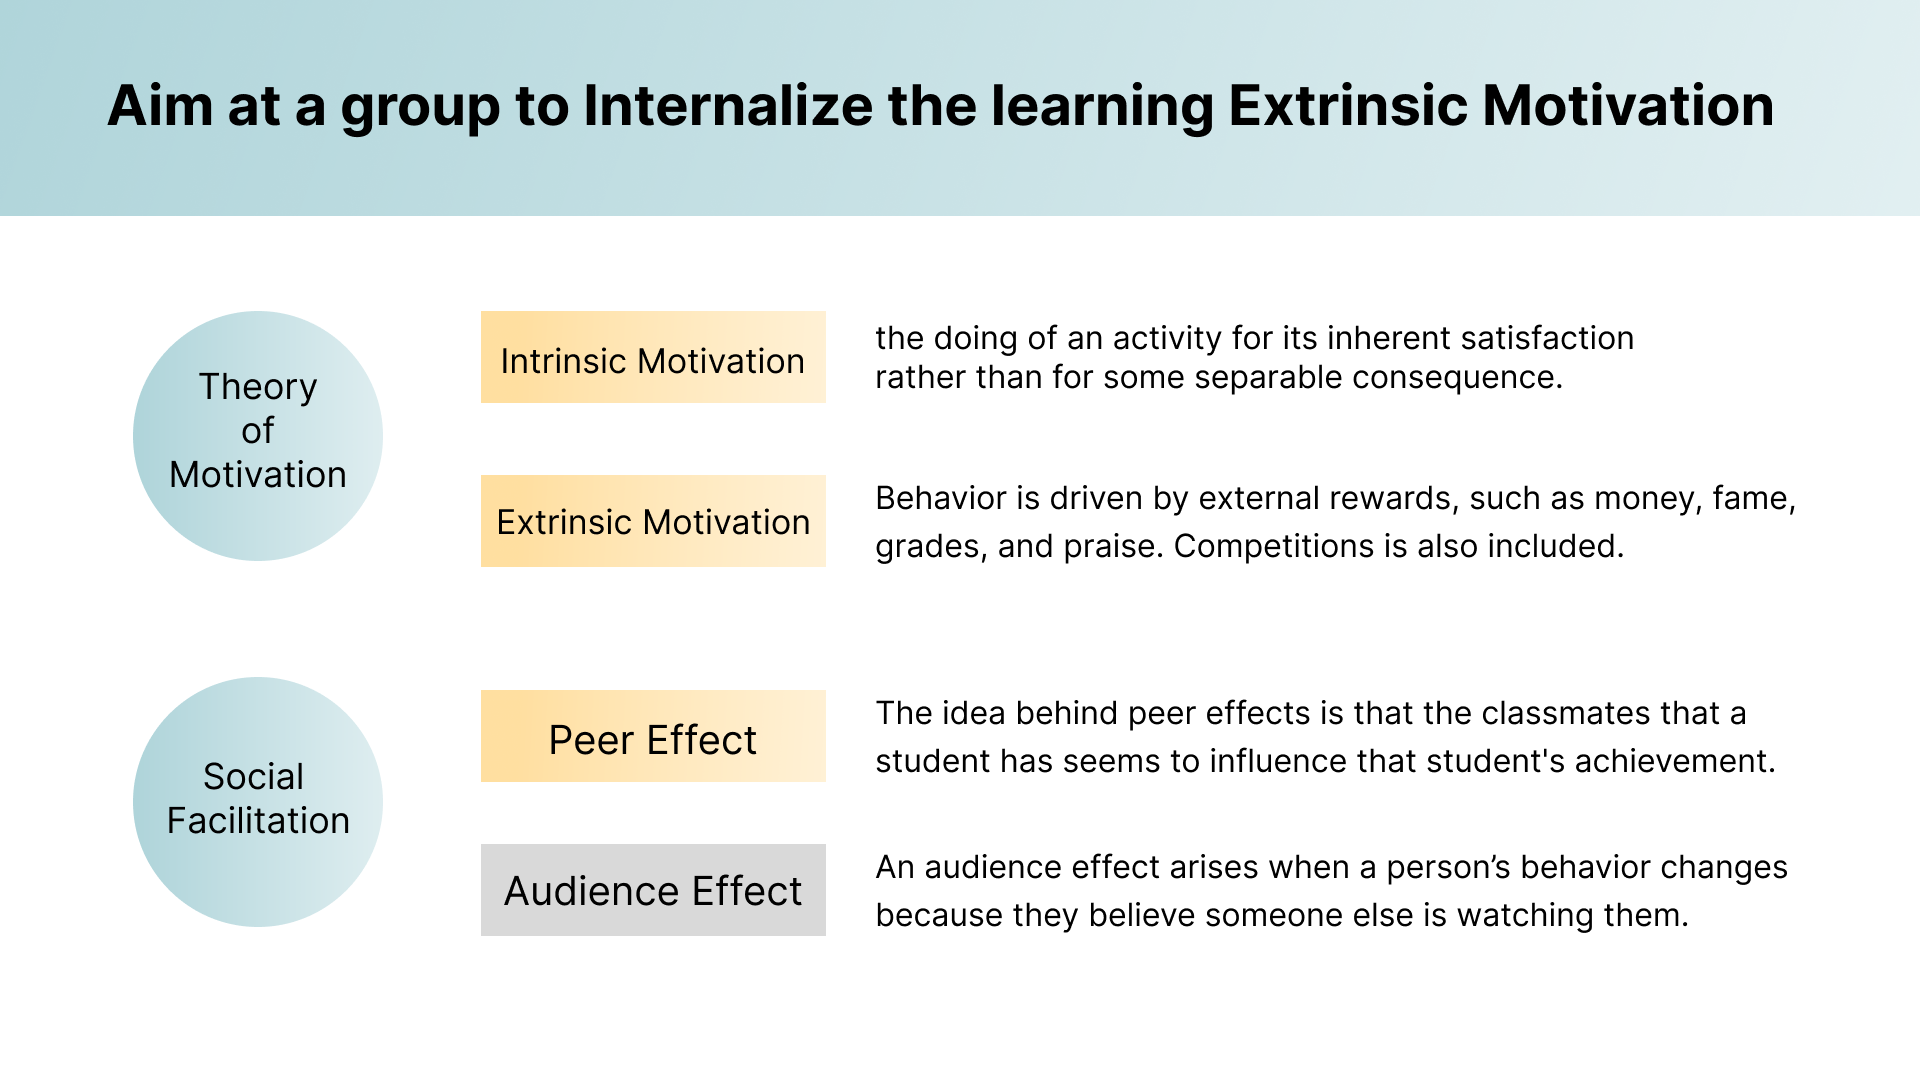 Aim at a group to Internalize the learning Extrinsic Motivation
Theory
of
Motivation
Intrinsic Motivation
the doing of an activity for its inherent satisfaction
rather than for some separable consequence.
Extrinsic Motivation
Behavior is driven by external rewards, such as money, fame,
grades, and praise. Competitions is also included.
Social
Facilitation
Peer Effect
The idea behind peer effects is that the classmates that a
student has seems to influence that student's achievement.
Audience Effect
An audience effect arises when a person’s behavior changes
because they believe someone else is watching them.